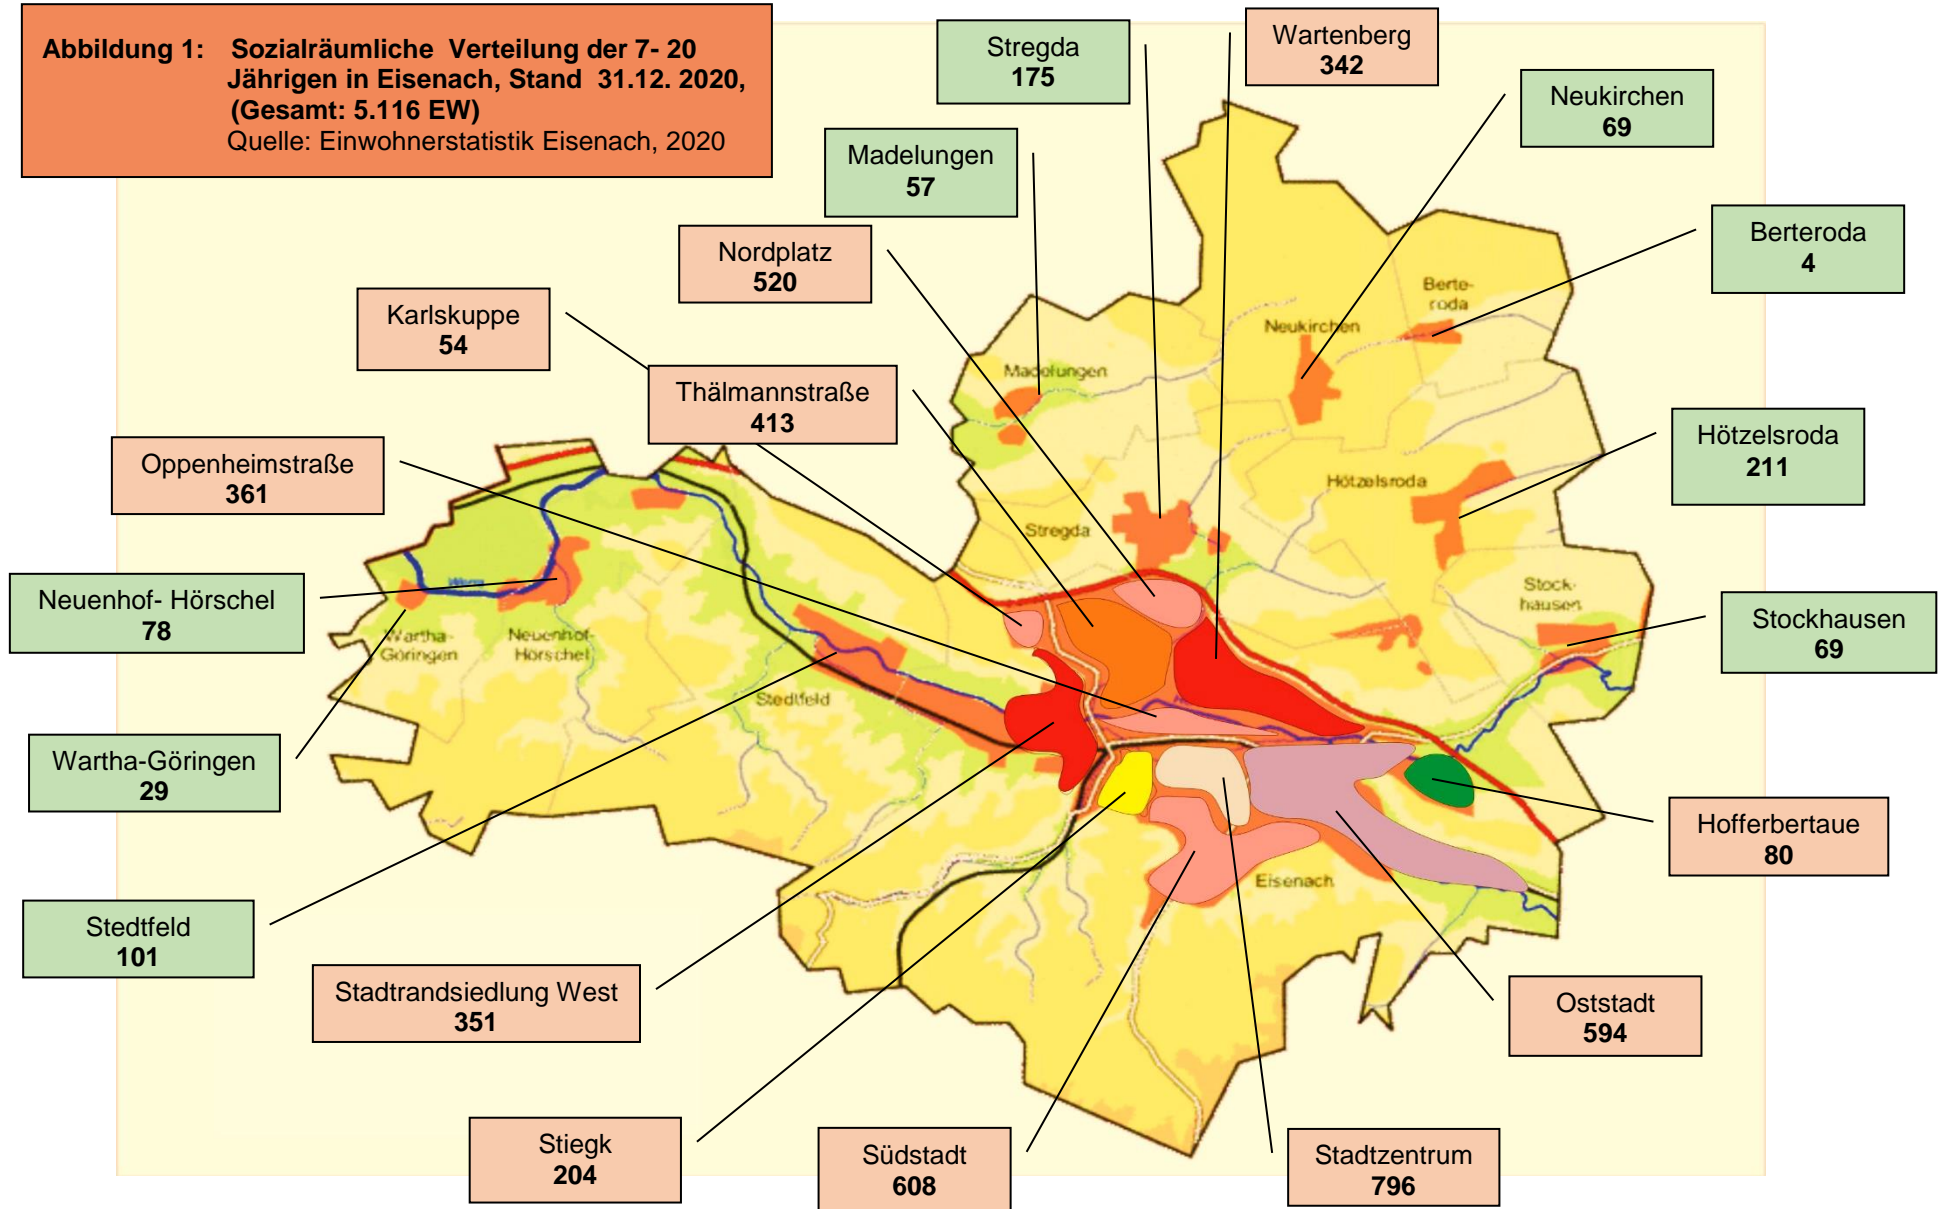 Abbildung 1: Sozialräumliche Verteilung der 7- 20
Jährigen in Eisenach, Stand 31.12. 2020,
(Gesamt: 5.116 EW)
Quelle: Einwohnerstatistik Eisenach, 2020
Stregda
175
Wartenberg
342
Neukirchen
69
Madelungen
57
Berteroda
4
Nordplatz
520
Karlskuppe
54
Thälmannstraße
413
Hötzelsroda
211
Oppenheimstraße
361
Neuenhof- Hörschel
78
Stockhausen
69
Wartha-Göringen
29
Hofferbertaue
80
Stedtfeld
101
Stadtrandsiedlung West
351
Oststadt
594
Stiegk
204
Südstadt
608
Stadtzentrum
796
Berte-
roda
Neukirchen
Madelungen
Hötzelsroda
Stregda
Stock-
hausen
Werra
Wartha-
Göringen
Neuenhof-
Hörschel
Stedtfeld
Eisenach